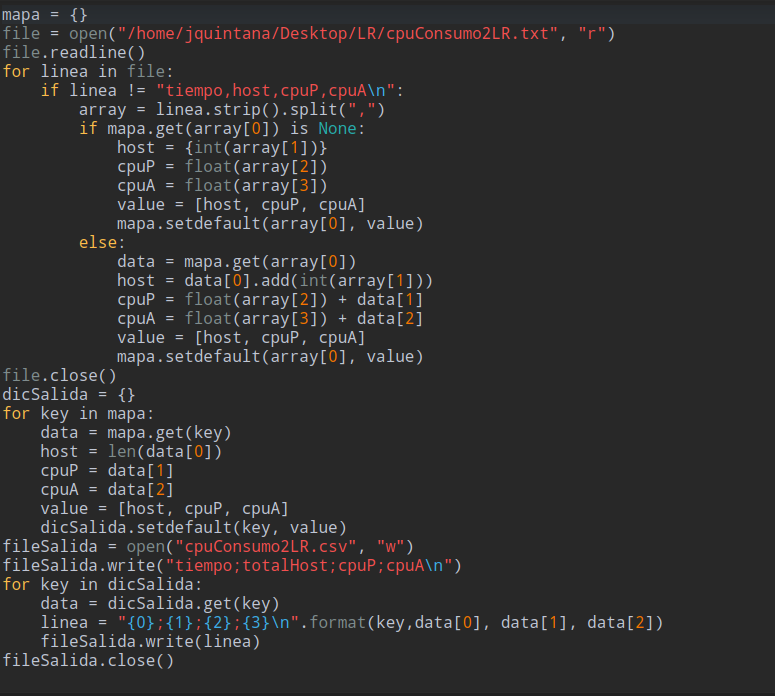 mapa = {}
file = open("/home/jquintana/Desktop/LR/cpuConsumo2LR.txt", "r")
file.readline()
for linea in file:
    if linea != "tiempo,host,cpuP,cpuA\n":
        array = linea.strip().split(",")
        if mapa.get(array[0]) is None:
            host = {int(array[1])}
            cpuP = float(array[2])
            cpuA = float(array[3])
            value = [host, cpuP, cpuA]
            mapa.setdefault(array[0], value)
        else:
            data = mapa.get(array[0])
            host = data[0].add(int(array[1]))
            cpuP = float(array[2]) + data[1]
            cpuA = float(array[3]) + data[2]
            value = [host, cpuP, cpuA]
            mapa.setdefault(array[0], value)
file.close()
dicSalida = {}
for key in mapa:
    data = mapa.get(key)
    host = len(data[0])
    cpuP = data[1]
    cpuA = data[2]
    value = [host, cpuP, cpuA]
    dicSalida.setdefault(key, value)
fileSalida = open("cpuConsumo2LR.csv", "w")
fileSalida.write("tiempo;totalHost;cpuP;cpuA\n")
for key in dicSalida:
    data = dicSalida.get(key)
    linea = "{0};{1};{2};{3}\n".format(key,data[0], data[1], data[2])
    fileSalida.write(linea)
fileSalida.close()